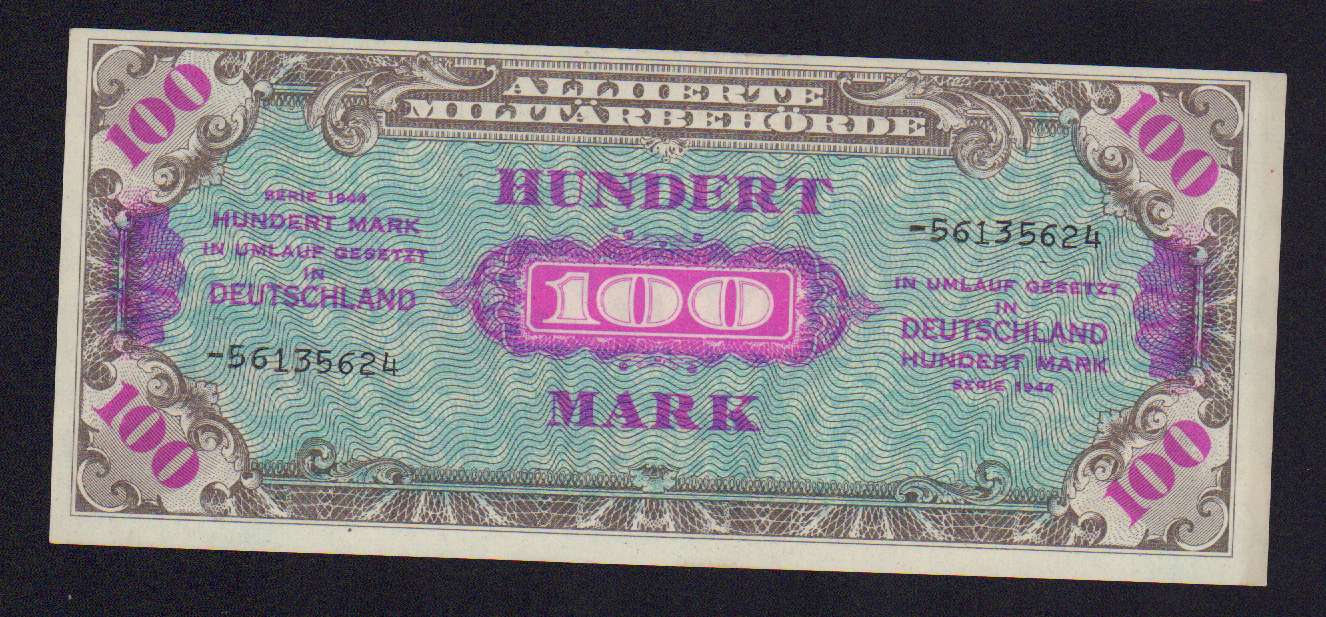 100
ALLIIERTE
MILITÄRBEHÖRDE
100
HUNDERT
SERIE 1944
HUNDERT MARK
IN UMLAUF GESETZT
IN
DEUTSCHLAND
-56135624
100
-56135624
IN UMLAUF GESETZT
IN
DEUTSCHLAND
HUNDERT MARK
SERIE 1944
MARK
100
100